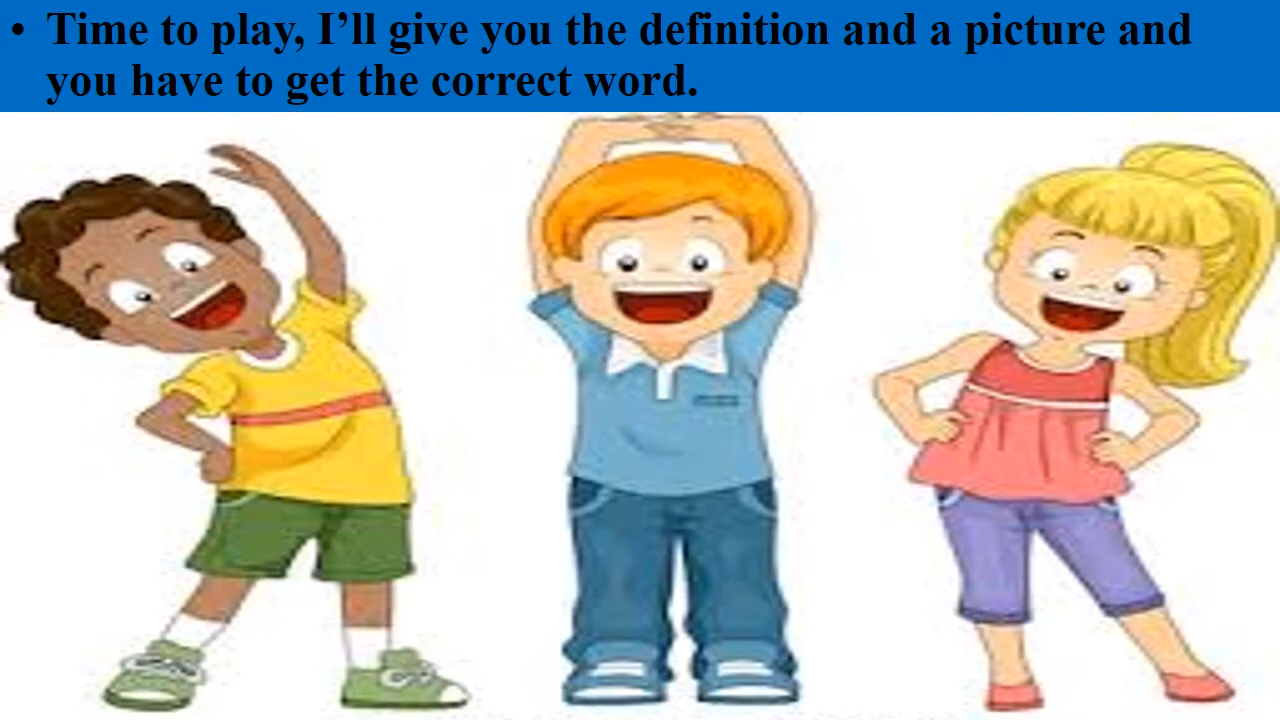 • Time to play, I’ll give you the definition and a picture and
you have to get the correct word.